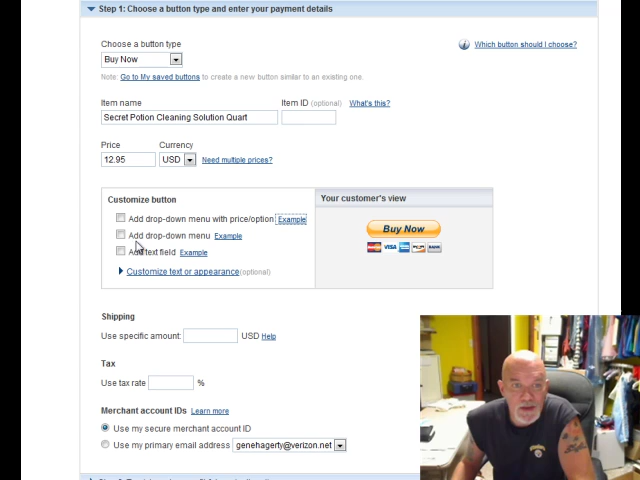 Step 1: Choose a button type and enter your payment details
Choose a button type
Buy Now
Which button should I choose?
Note: Go to My saved buttons to create a new button similar to an existing one.
Item name
Item ID (optional) What's this?
Secret Potion Cleaning Solution Quart
Price
Currency
12.95
USD
Need multiple prices?
Customize button
Your customer's view
Add drop-down menu with price/option Example
Add drop-down menu Example
Add text field Example
Customize text or appearance (optional)
Buy Now
VISA
BANK
Shipping
Use specific amount:
USD Help
Tax
Use tax rate
%
Merchant account IDs Learn more
Use my secure merchant account ID
Use my primary email address genehagerty@verizon.net